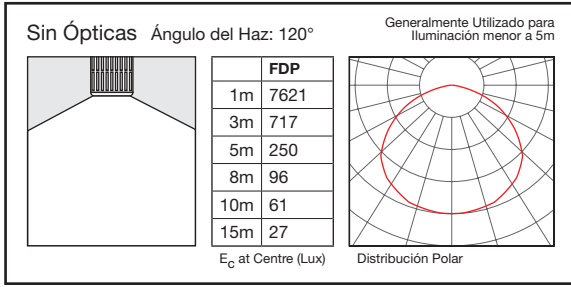 Sin Ópticas Ángulo del Haz: 120°
Generalmente Utilizado para
Iluminación menor a 5m
FDP
1m 7621
3m 717
5m 250
8m 96
10m 61
15m 27
EC at Centre (Lux)
Distribución Polar